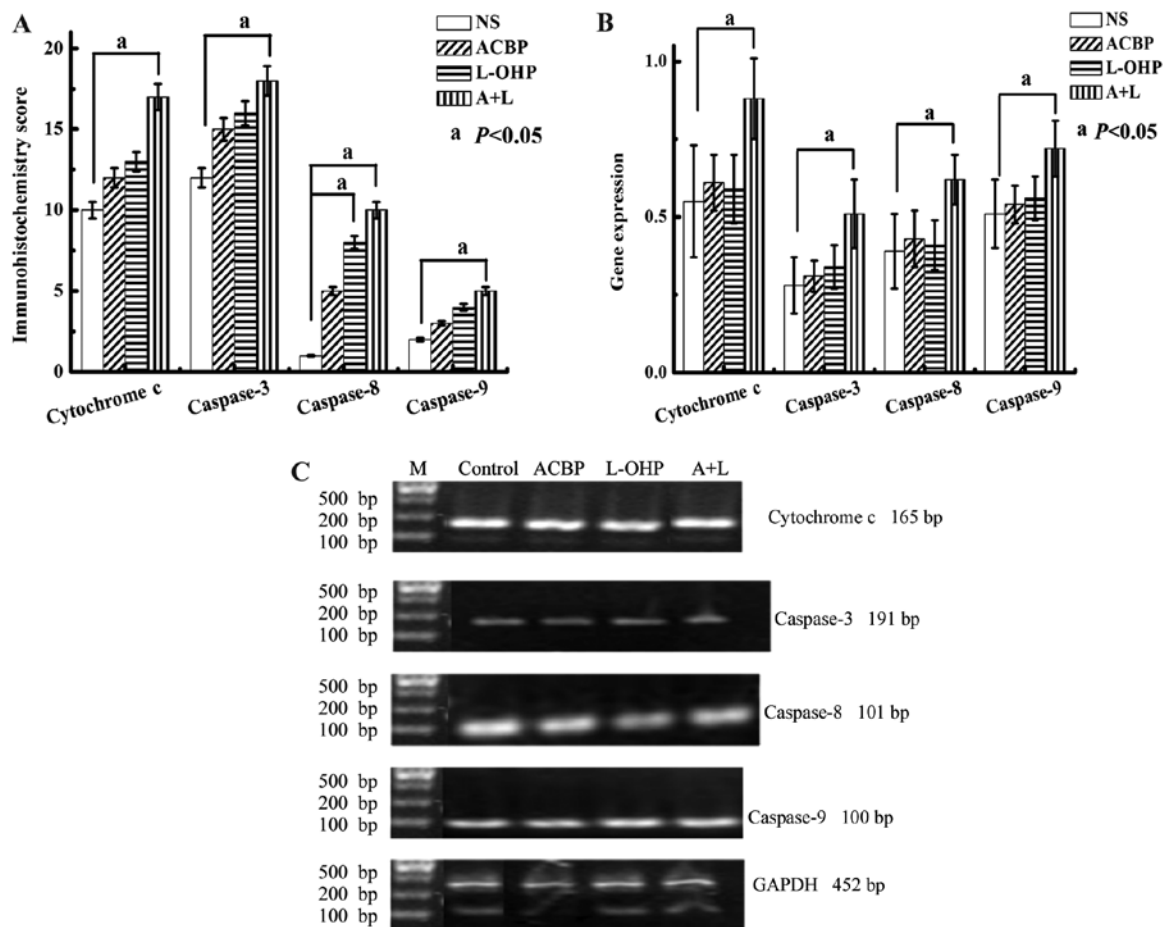 A
Immunohistochemistry score
20
15
10
5
0
a
a
a
a
a
NS
ACBP
L-OHP
A+L
a P<0.05
Cytochrome c
Caspase-3
Caspase-8
Caspase-9
B
Gene expression
1.0
0.5
0.0
a
a
a
a
NS
ACBP
L-OHP
A+L
a P<0.05
Cytochrome c
Caspase-3
Caspase-8
Caspase-9
C
M Control ACBP L-OHP A+L
500 bp
200 bp
100 bp
Cytochrome c 165 bp
500 bp
200 bp
100 bp
Caspase-3 191 bp
500 bp
200 bp
100 bp
Caspase-8 101 bp
500 bp
200 bp
100 bp
Caspase-9 100 bp
500 bp
200 bp
100 bp
GAPDH 452 bp